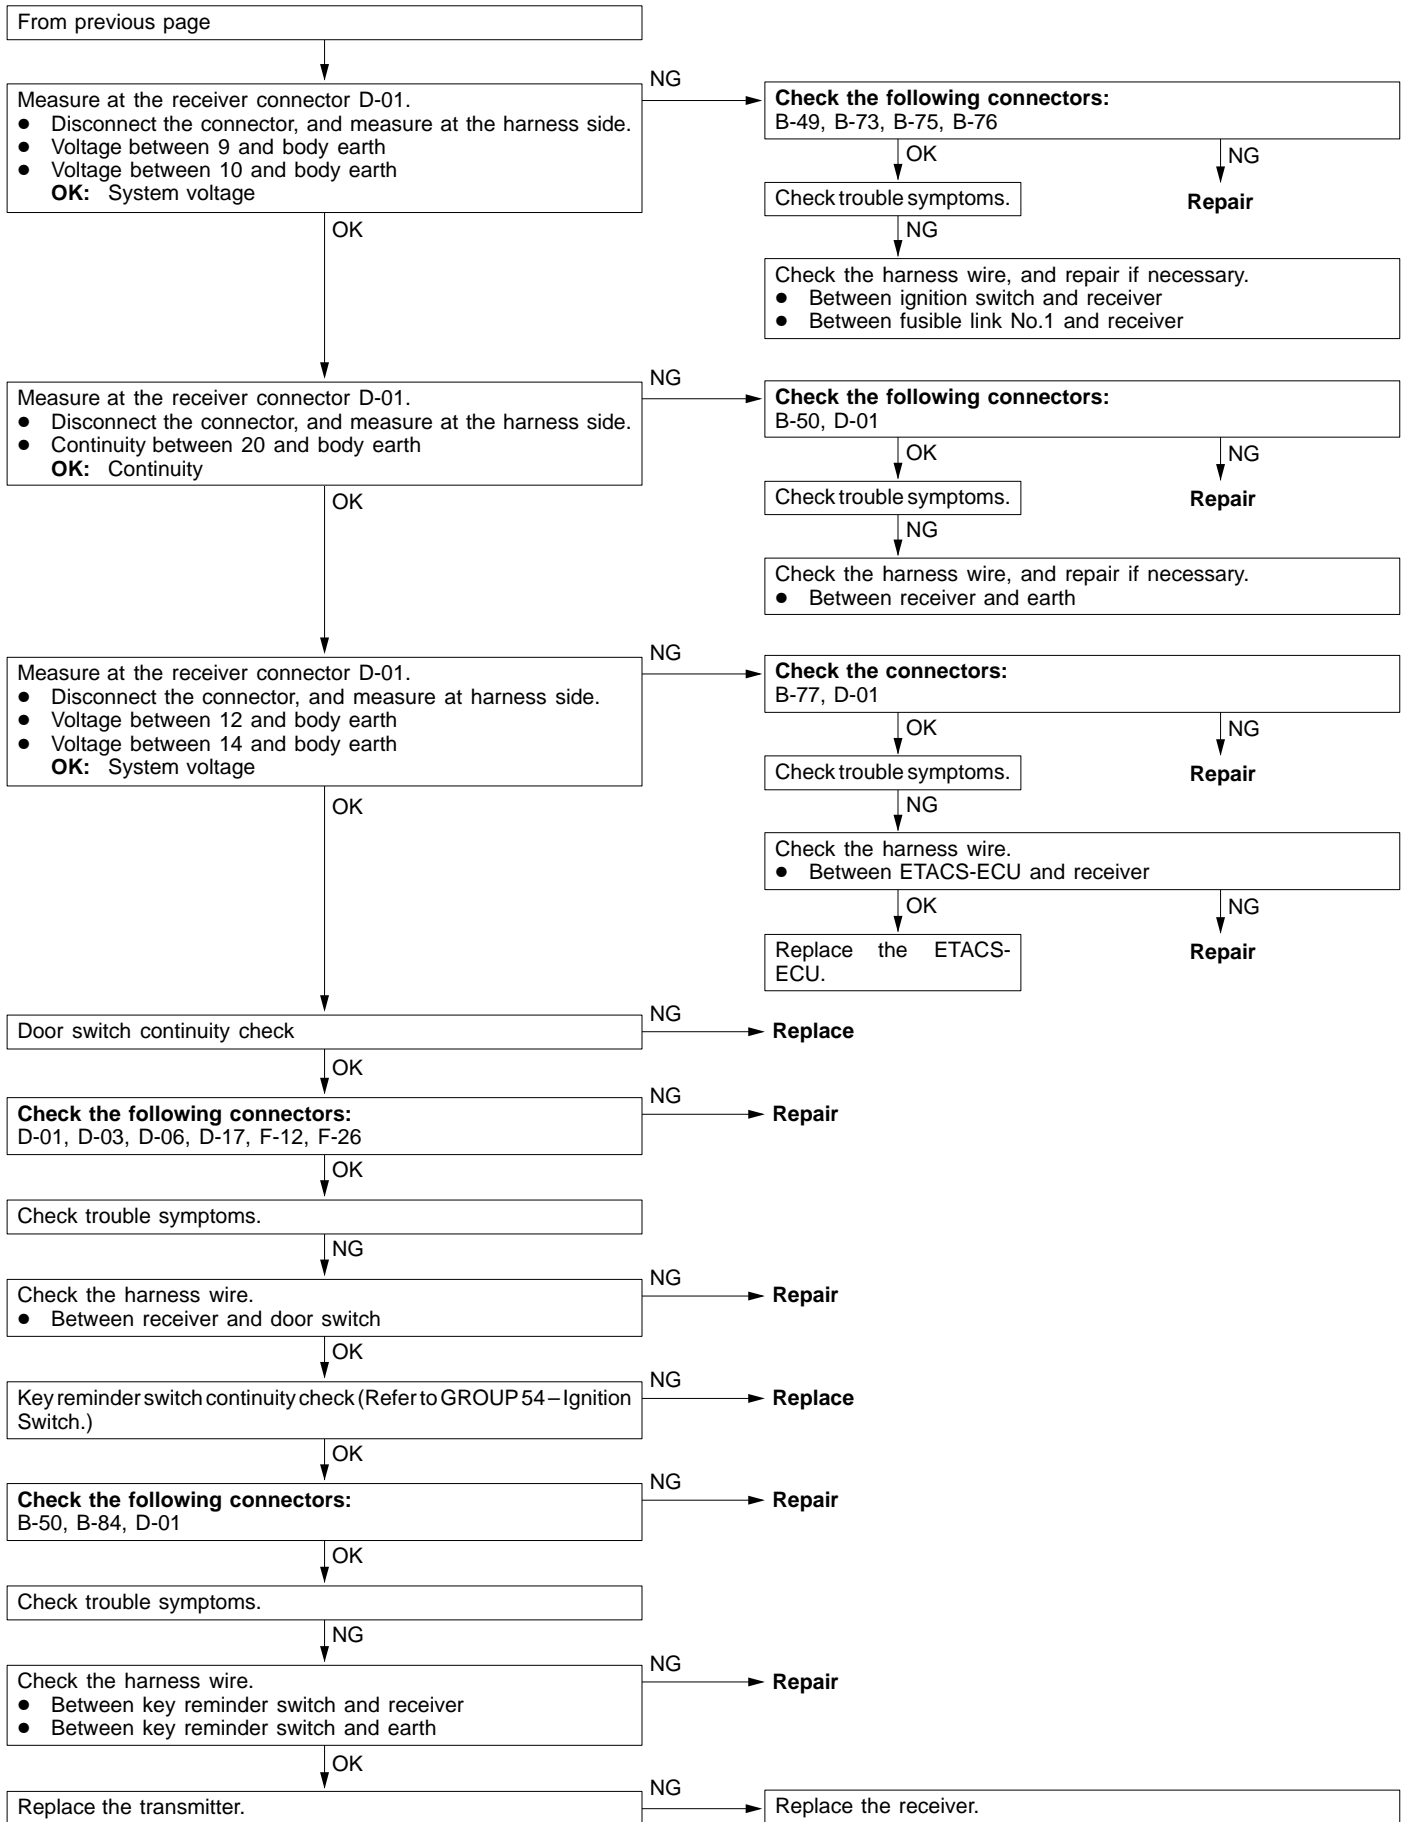 From previous page
Measure at the receiver connector D-01.
● Disconnect the connector, and measure at the harness side.
● Voltage between 9 and body earth
● Voltage between 10 and body earth
OK: System voltage
NG
Check the following connectors:
B-49, B-73, B-75, B-76
OK
NG
Check trouble symptoms.
Repair
NG
Check the harness wire, and repair if necessary.
● Between ignition switch and receiver
● Between fusible link No.1 and receiver
OK
Measure at the receiver connector D-01.
● Disconnect the connector, and measure at the harness side.
● Continuity between 20 and body earth
OK: Continuity
NG
Check the following connectors:
B-50, D-01
OK
NG
Check trouble symptoms.
Repair
NG
Check the harness wire, and repair if necessary.
● Between receiver and earth
OK
Measure at the receiver connector D-01.
● Disconnect the connector, and measure at harness side.
● Voltage between 12 and body earth
● Voltage between 14 and body earth
OK: System voltage
NG
Check the connectors:
B-77, D-01
OK
NG
Check trouble symptoms.
Repair
NG
Check the harness wire.
● Between ETACS-ECU and receiver
OK
NG
Replace the ETACS-
ECU.
Repair
OK
Door switch continuity check
NG
Replace
OK
Check the following connectors:
D-01, D-03, D-06, D-17, F-12, F-26
NG
Repair
OK
Check trouble symptoms.
NG
Check the harness wire.
● Between receiver and door switch
NG
Repair
OK
Key reminder switch continuity check (Refer to GROUP 54 – Ignition
Switch.)
NG
Replace
OK
Check the following connectors:
B-50, B-84, D-01
NG
Repair
OK
Check trouble symptoms.
NG
Check the harness wire.
● Between key reminder switch and receiver
● Between key reminder switch and earth
NG
Repair
OK
Replace the transmitter.
NG
Replace the receiver.